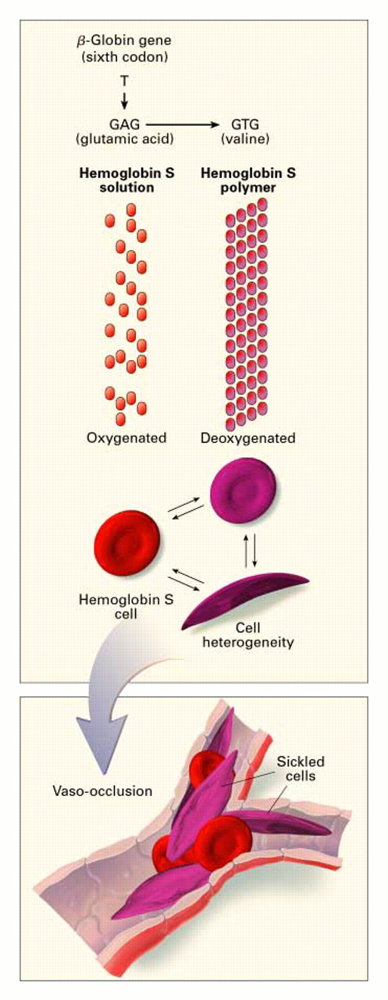 β-Globin gene
(sixth codon)
T
GAG
GTG
(glutamic acid)
(valine)
Hemoglobin S
solution
Hemoglobin S
polymer
Oxygenated
Deoxygenated
Hemoglobin S
cell
Cell
heterogeneity
Vaso-occlusion
Sickled
cells